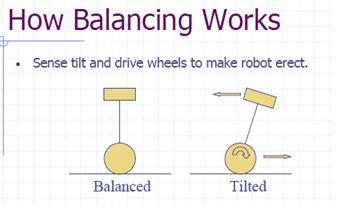 How Balancing Works
• Sense tilt and drive wheels to make robot erect.
Balanced
Tilted